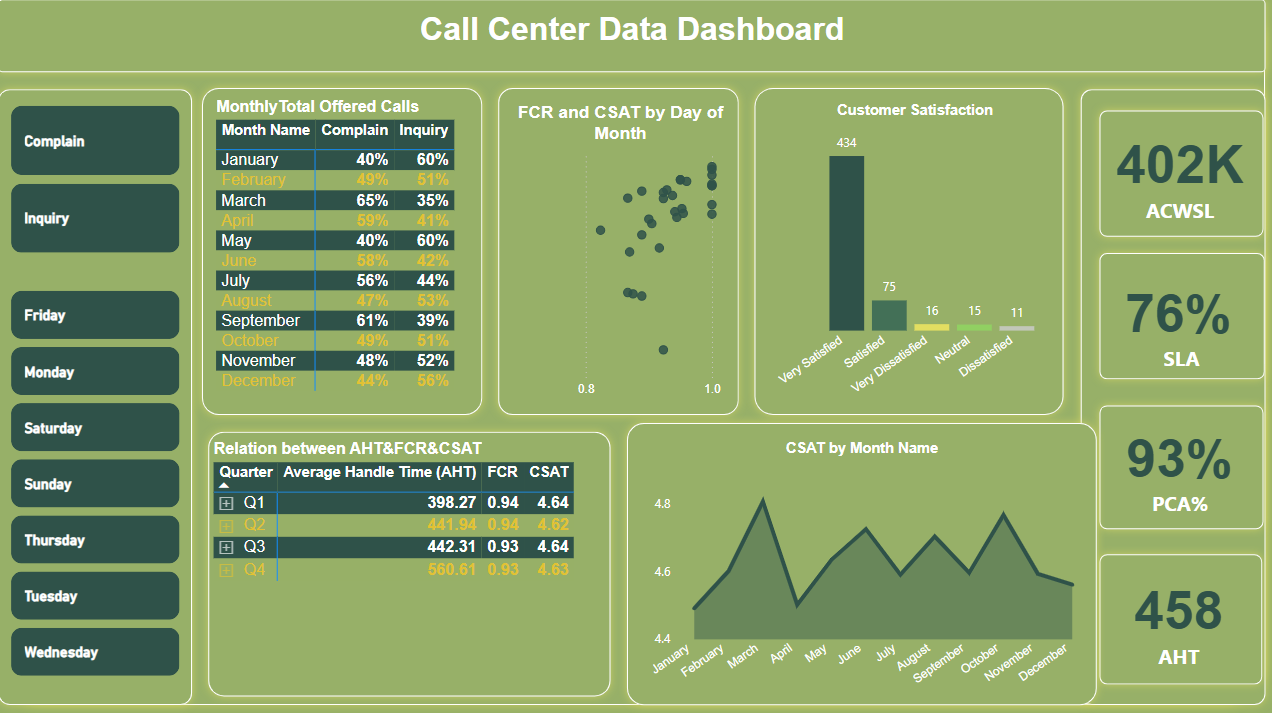 Call Center Data Dashboard
Complain
Inquiry
Friday
Monday
Saturday
Sunday
Thursday
Tuesday
Wednesday
MonthlyTotal Offered Calls
Month Name Complain Inquiry
January 40% 60%
February 49% 51%
March 65% 35%
April 59% 41%
May 40% 60%
June 58% 42%
July 56% 44%
August 47% 53%
September 61% 39%
October 49% 51%
November 48% 52%
December 44% 56%
FCR and CSAT by Day of
Month
0.8 1.0
Customer Satisfaction
434
75
16
15
11
Very Satisfied
Satisfied
Very Dissatisfied
Neutral
Dissatisfied
402K
ACWSL
76%
SLA
93%
PCA%
458
AHT
Relation between AHT&FCR&CSAT
Quarter Average Handle Time (AHT) FCR CSAT
Q1 398.27 0.94 4.64
Q2 441.94 0.94 4.62
Q3 442.31 0.93 4.64
Q4 560.61 0.93 4.63
CSAT by Month Name
4.8
4.6
4.4
January
February
March
April
May
June
July
August
September
October
November
December